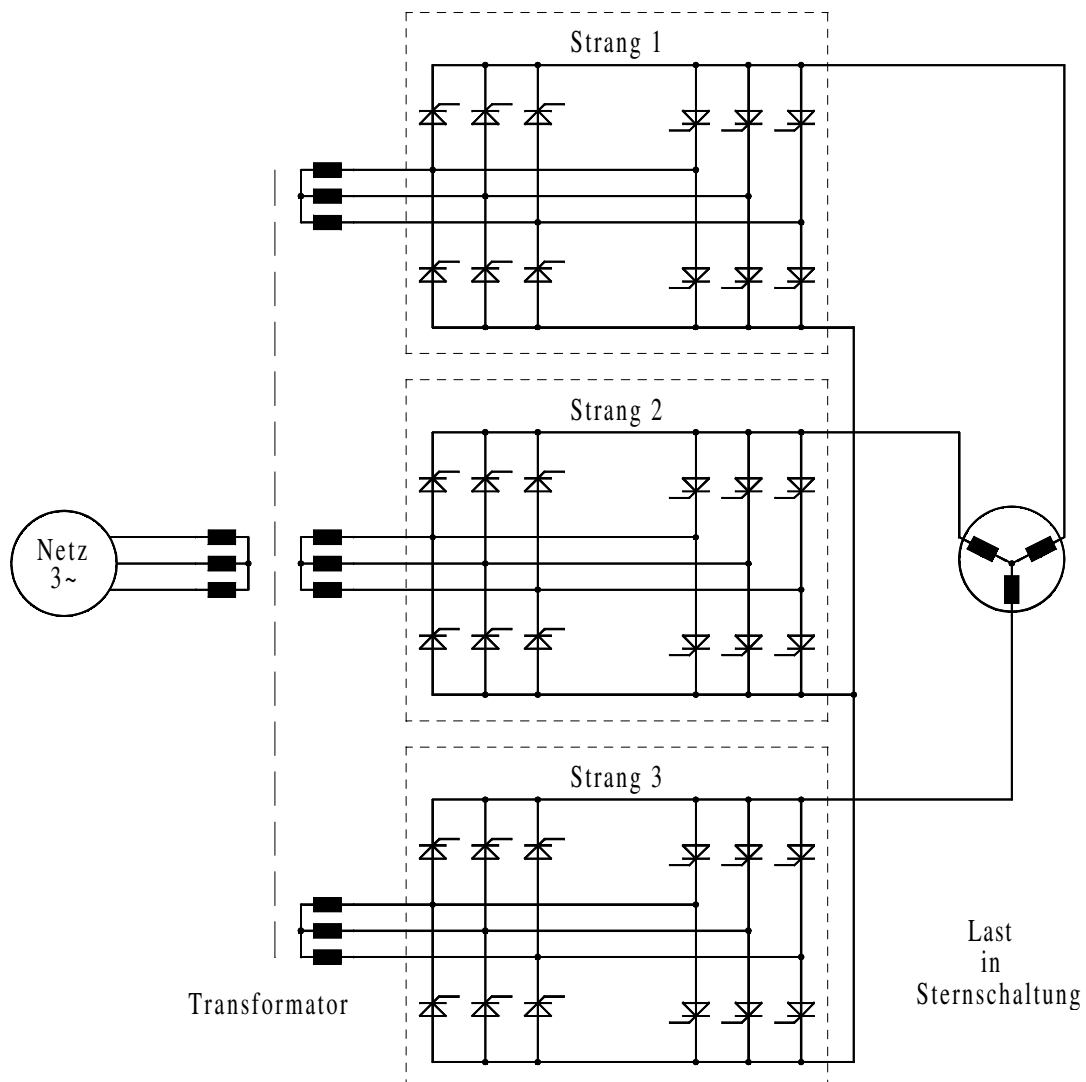 Strang 1
Strang 2
Netz
3~
Strang 3
Last
in
Sternschaltung
Transformator